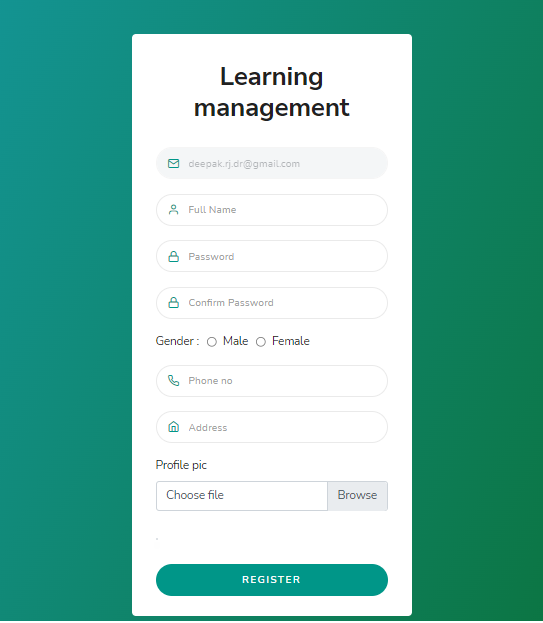 Learning
management
deepak.rj.dr@gmail.com
Full Name
Password
Confirm Password
Gender : Male Female
Phone no
Address
Profile pic
Choose file Browse
REGISTER